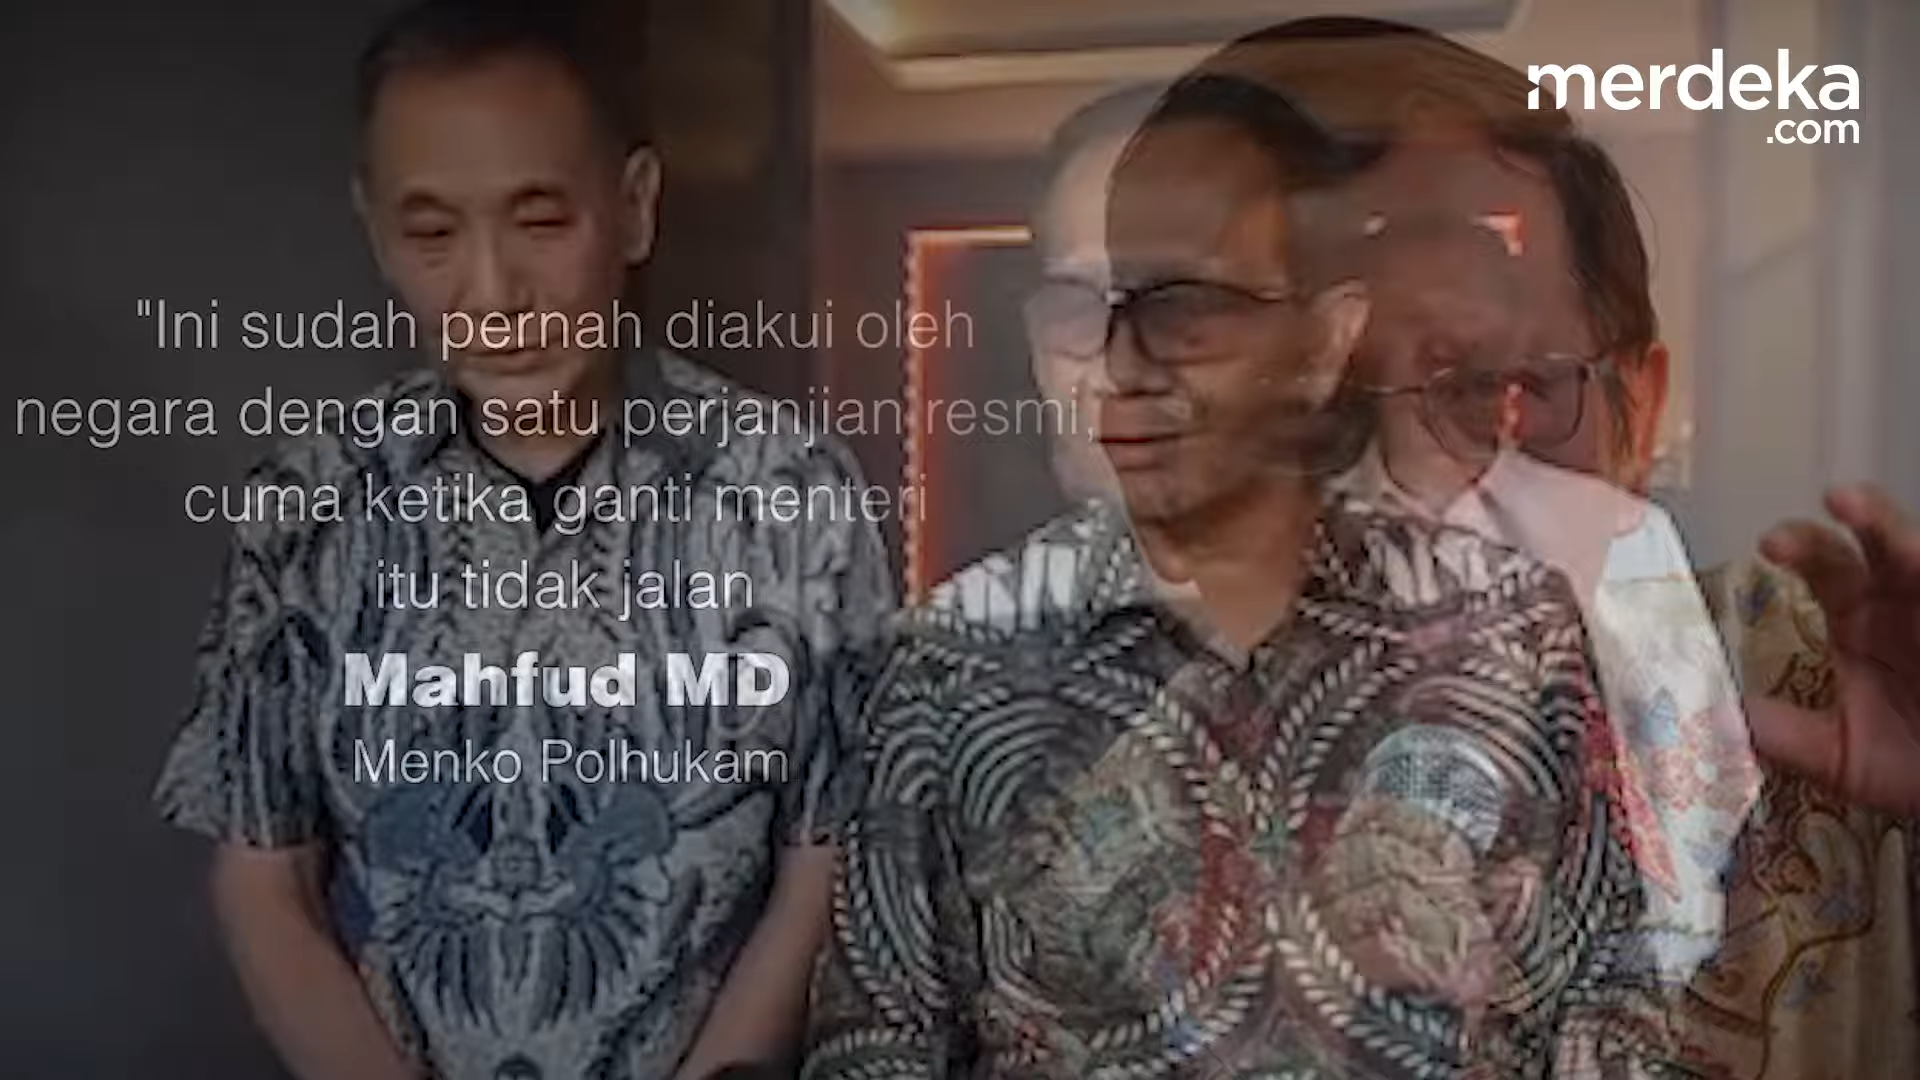 merdeka
.com
"Ini sudah pernah diakui oleh
negara dengan satu perjanjian resmi,
cuma ketika ganti menteri
itu tidak jalan
Mahfud MD
Menko Polhukam